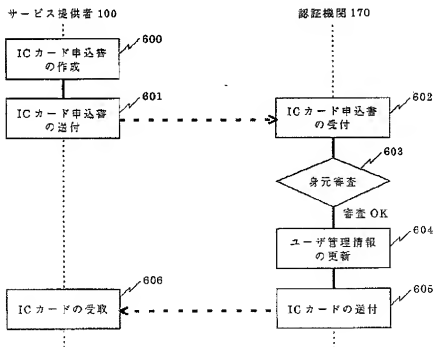 サービス提供者 100
認証機関 170
600
ICカード申込書
の作成
601
ICカード申込書
の送付
602
ICカード申込書
の受付
603
身元審査
審査 OK
604
ユーザ管理情報
の更新
605
ICカードの送付
606
ICカードの受取